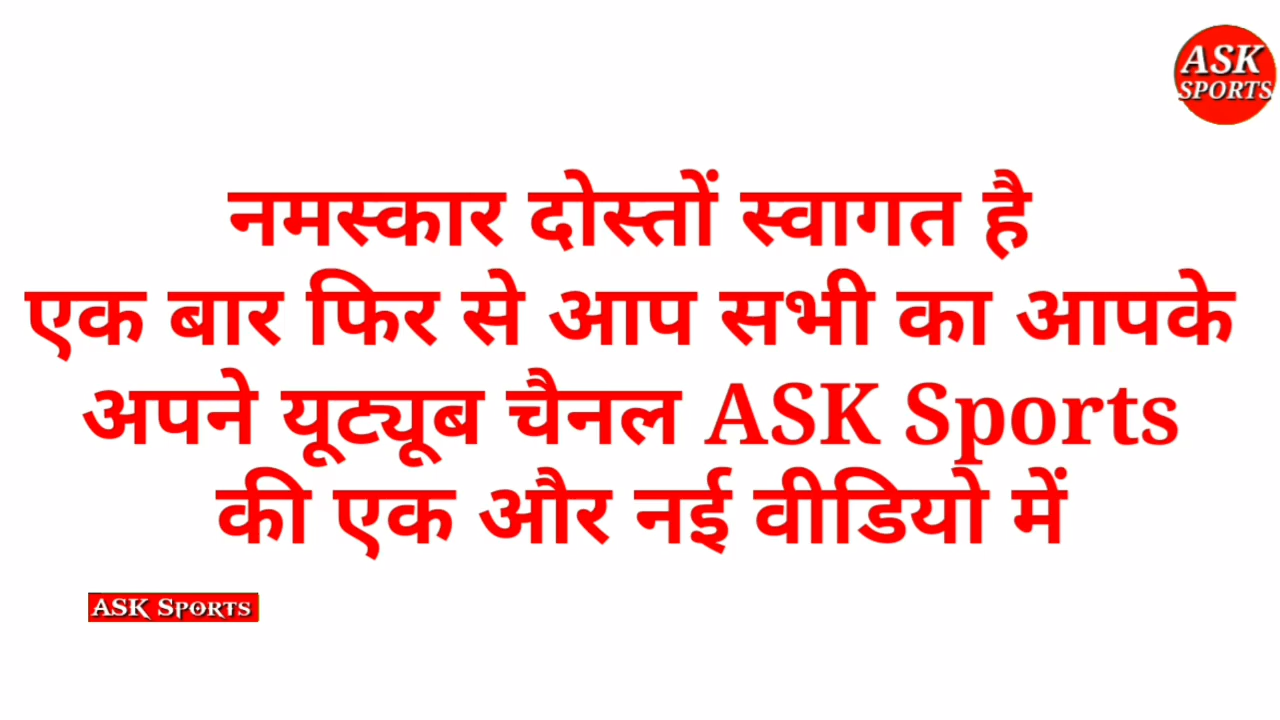 ASK
SPORTS
नमस्कार दोस्तों स्वागत है
एक बार फिर से आप सभी का आपके
अपने यूट्यूब चैनल ASK Sports
की एक और नई वीडियो में
ASK SPORTS